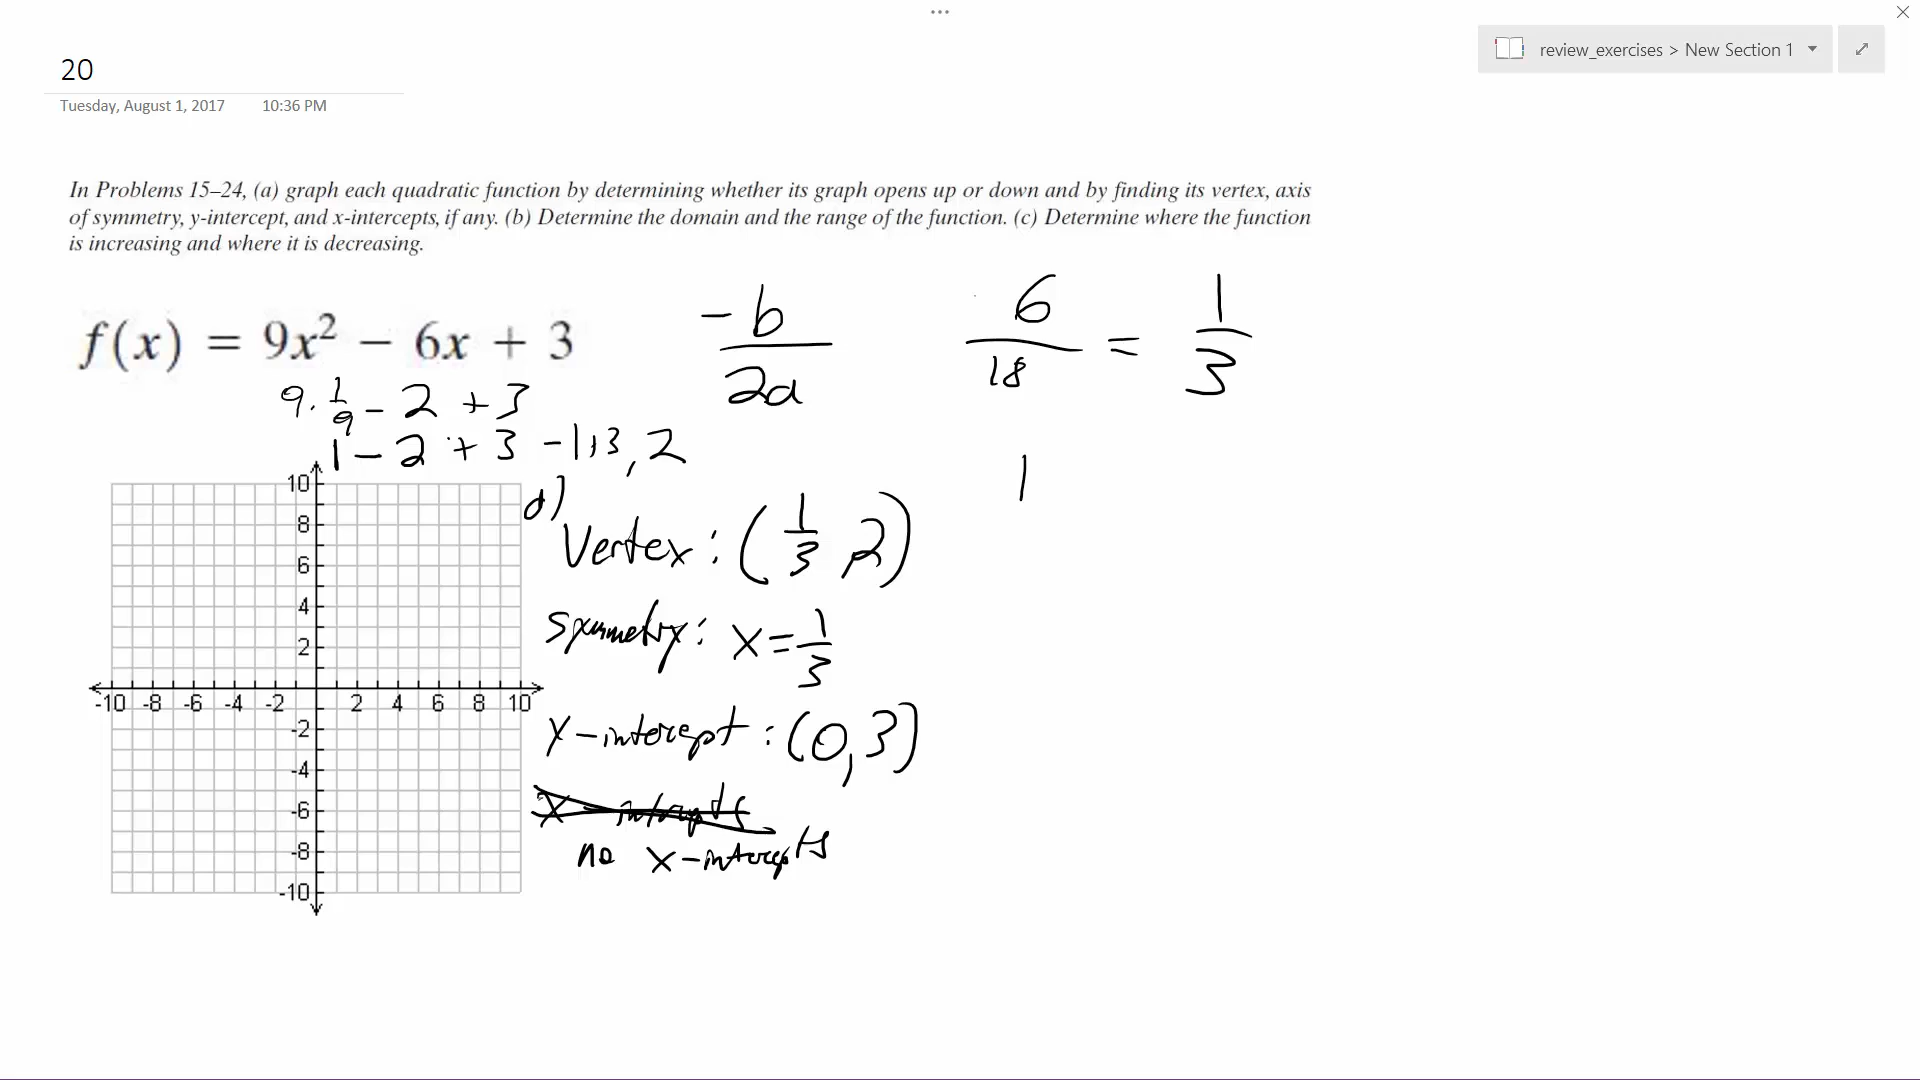 review_exercises > New Section 1
20
Tuesday, August 1, 2017 10:36 PM
In Problems 15–24, (a) graph each quadratic function by determining whether its graph opens up or down and by finding its vertex, axis
of symmetry, y-intercept, and x-intercepts, if any. (b) Determine the domain and the range of the function. (c) Determine where the function
is increasing and where it is decreasing.
f(x) = 9x² − 6x + 3
-b/2a 6/18 = 1/3
9 · 1/9 - 2 + 3
1 - 2 + 3 -1+3, 2
1
a)
Vertex: (1/3, 2)
symmetry: x = 1/3
y-intercept: (0,3)
x-intercepts
no x-intercepts
10
8
6
4
2
-10 -8 -6 -4 -2 2 4 6 8 10
-2
-4
-6
-8
-10